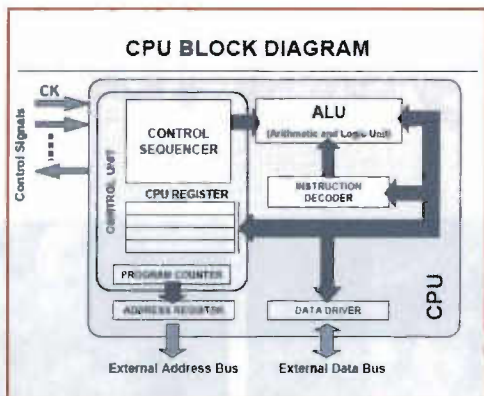 CPU BLOCK DIAGRAM
CK
Control Signals
CONTROL UNIT
CONTROL
SEQUENCER
ALU
(Arithmetic and Logic Unit)
INSTRUCTION
DECODER
CPU REGISTER
PROGRAM COUNTER
ADDRESS REGISTER
DATA DRIVER
CPU
External Address Bus
External Data Bus